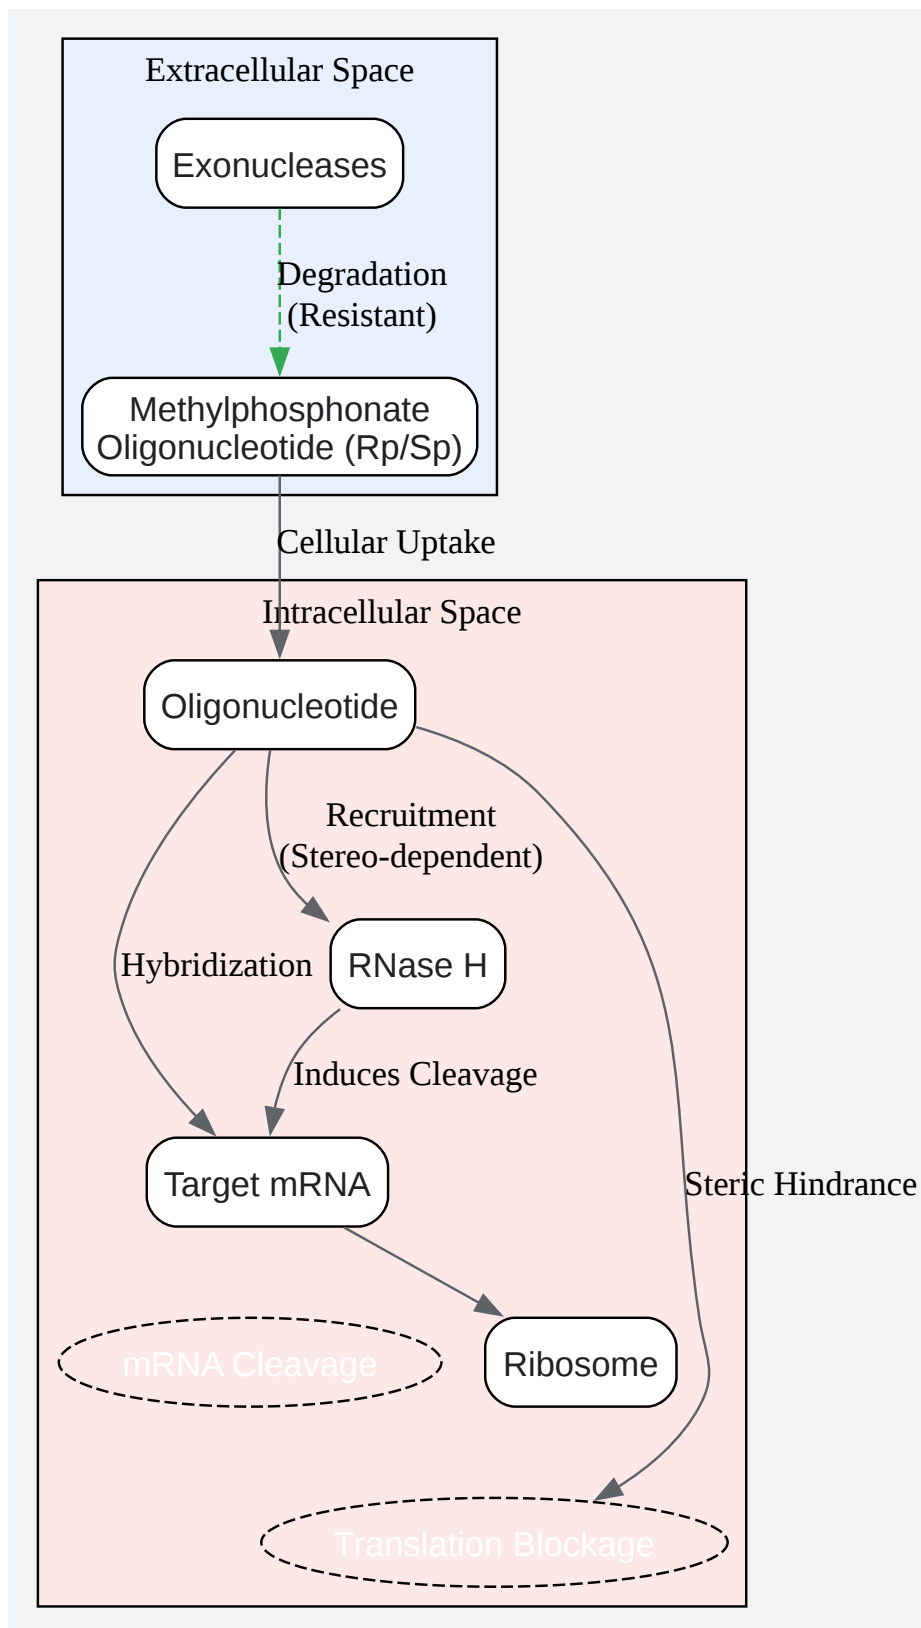 Extracellular Space
Exonucleases
Degradation
(Resistant)
Methylphosphonate
Oligonucleotide (Rp/Sp)
Cellular Uptake
Intracellular Space
Oligonucleotide
Recruitment
(Stereo-dependent)
Hybridization
RNase H
Induces Cleavage
Target mRNA
Steric Hindrance
mRNA Cleavage
Ribosome
Translation Blockage